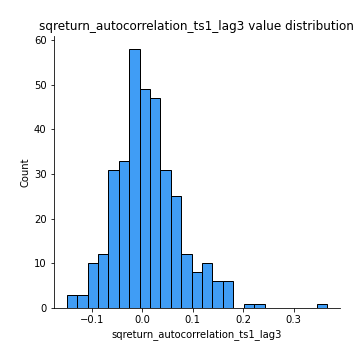 sqreturn_autocorrelation_ts1_lag3 value distribution
60
50
40
30
20
10
0
Count
−0.1 0.0 0.1 0.2 0.3
sqreturn_autocorrelation_ts1_lag3